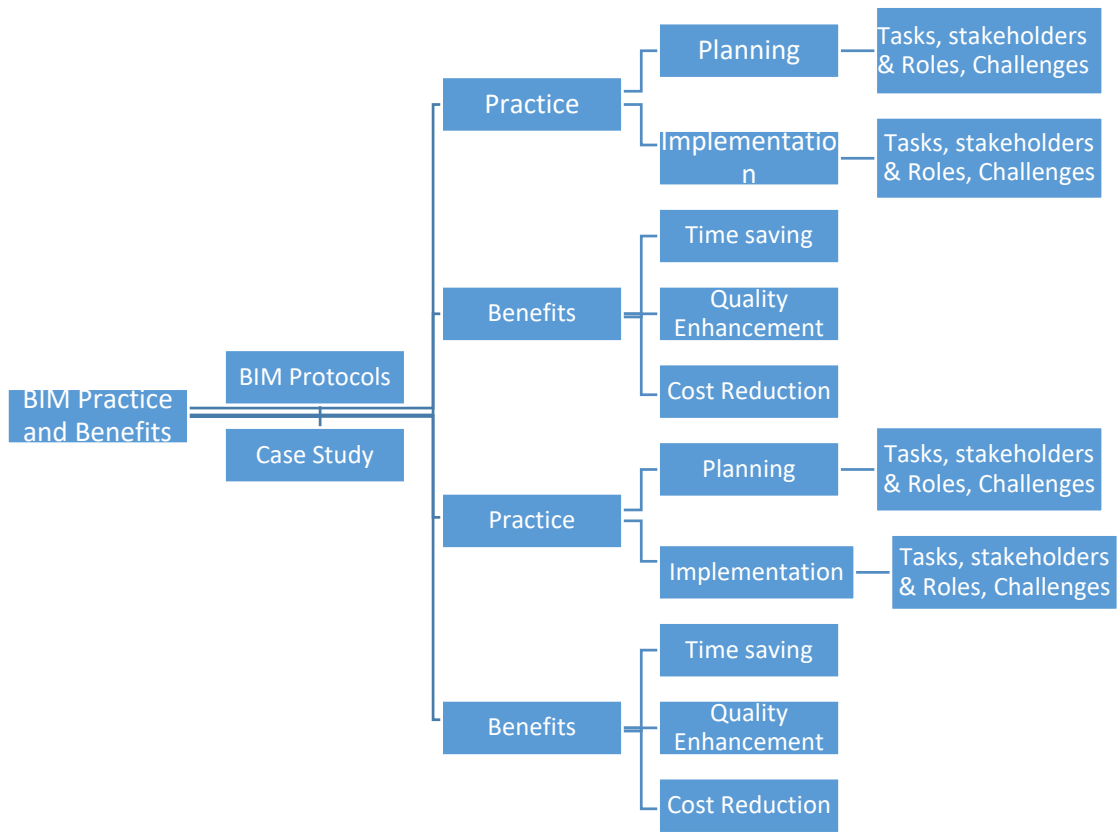 BIM Practice
and Benefits
BIM Protocols
Case Study
Practice
Planning
Tasks, stakeholders
& Roles, Challenges
Implementatio
n
Tasks, stakeholders
& Roles, Challenges
Benefits
Time saving
Quality
Enhancement
Cost Reduction
Practice
Planning
Tasks, stakeholders
& Roles, Challenges
Implementation
Tasks, stakeholders
& Roles, Challenges
Benefits
Time saving
Quality
Enhancement
Cost Reduction